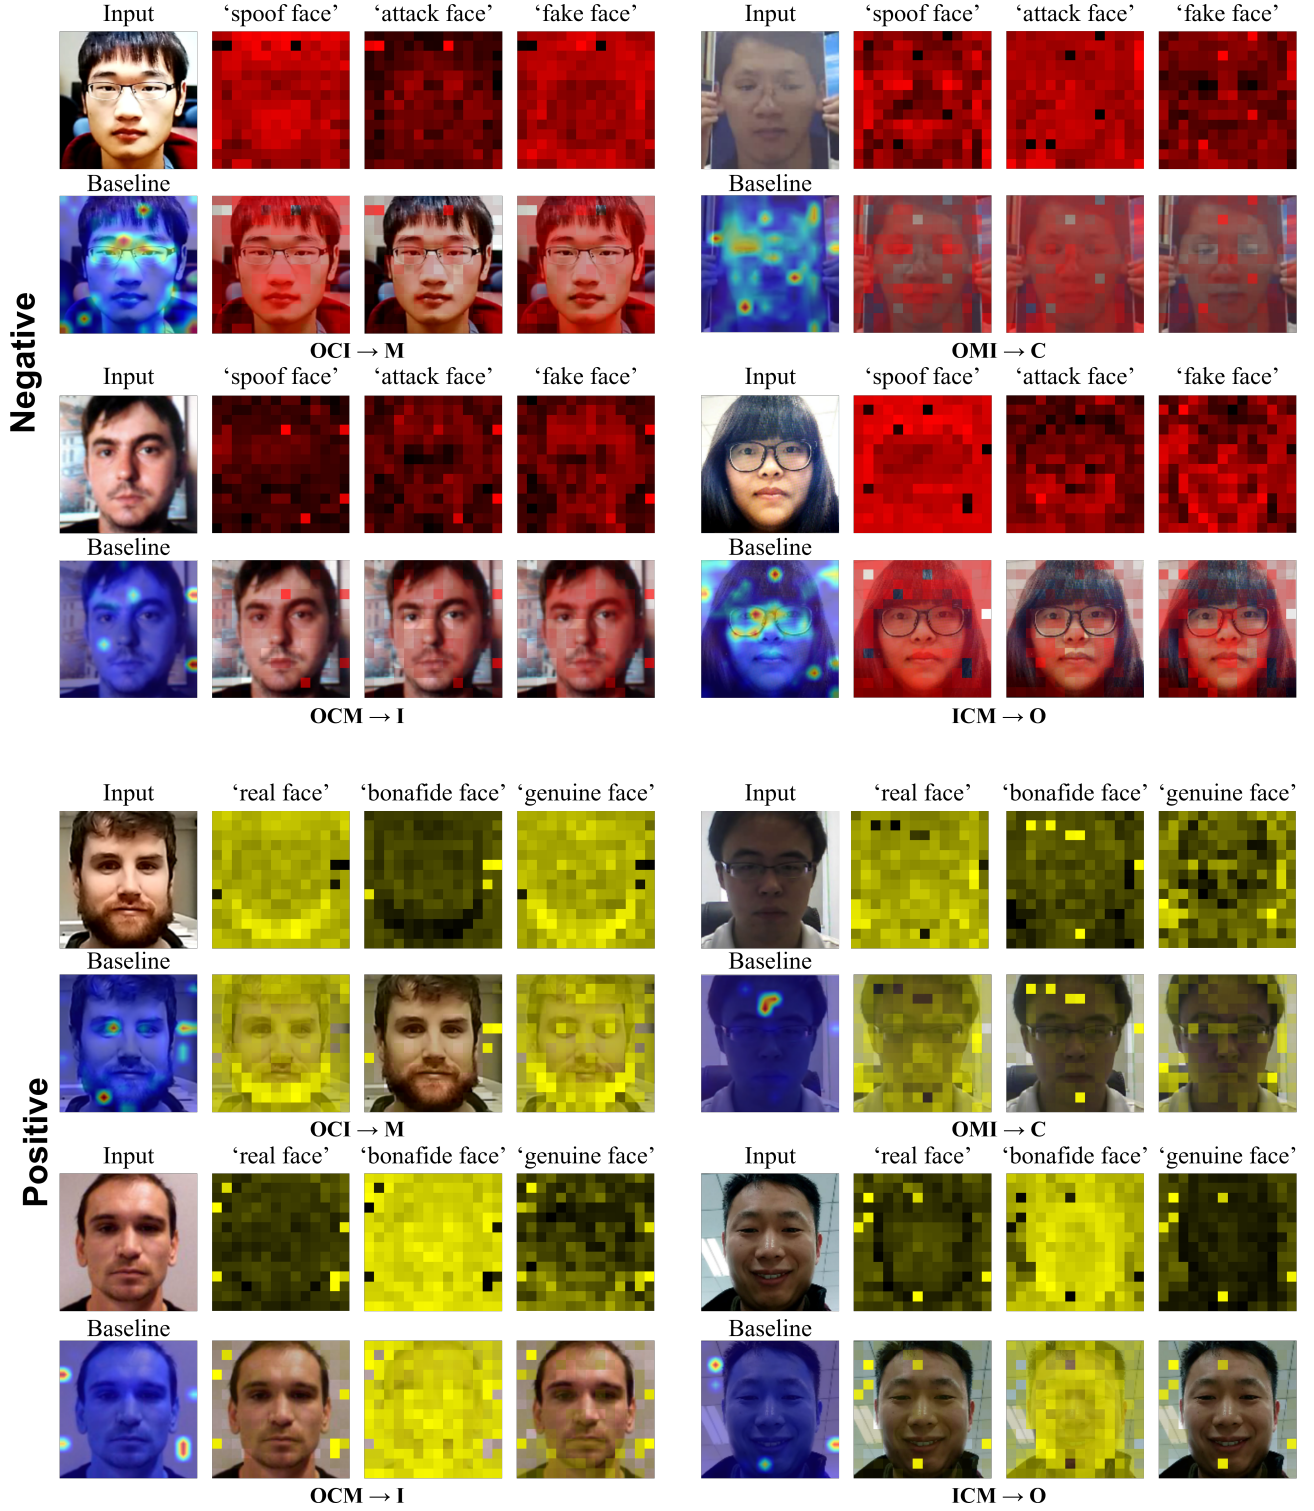 Input ‘spoof face’ ‘attack face’ ‘fake face’ Input ‘spoof face’ ‘attack face’ ‘fake face’
Baseline Baseline
OCI → M OMI → C
Negative
Input ‘spoof face’ ‘attack face’ ‘fake face’ Input ‘spoof face’ ‘attack face’ ‘fake face’
Baseline Baseline
OCM → I ICM → O
Input ‘real face’ ‘bonafide face’ ‘genuine face’ Input ‘real face’ ‘bonafide face’ ‘genuine face’
Baseline Baseline
OCI → M OMI → C
Positive
Input ‘real face’ ‘bonafide face’ ‘genuine face’ Input ‘real face’ ‘bonafide face’ ‘genuine face’
Baseline Baseline
OCM → I ICM → O